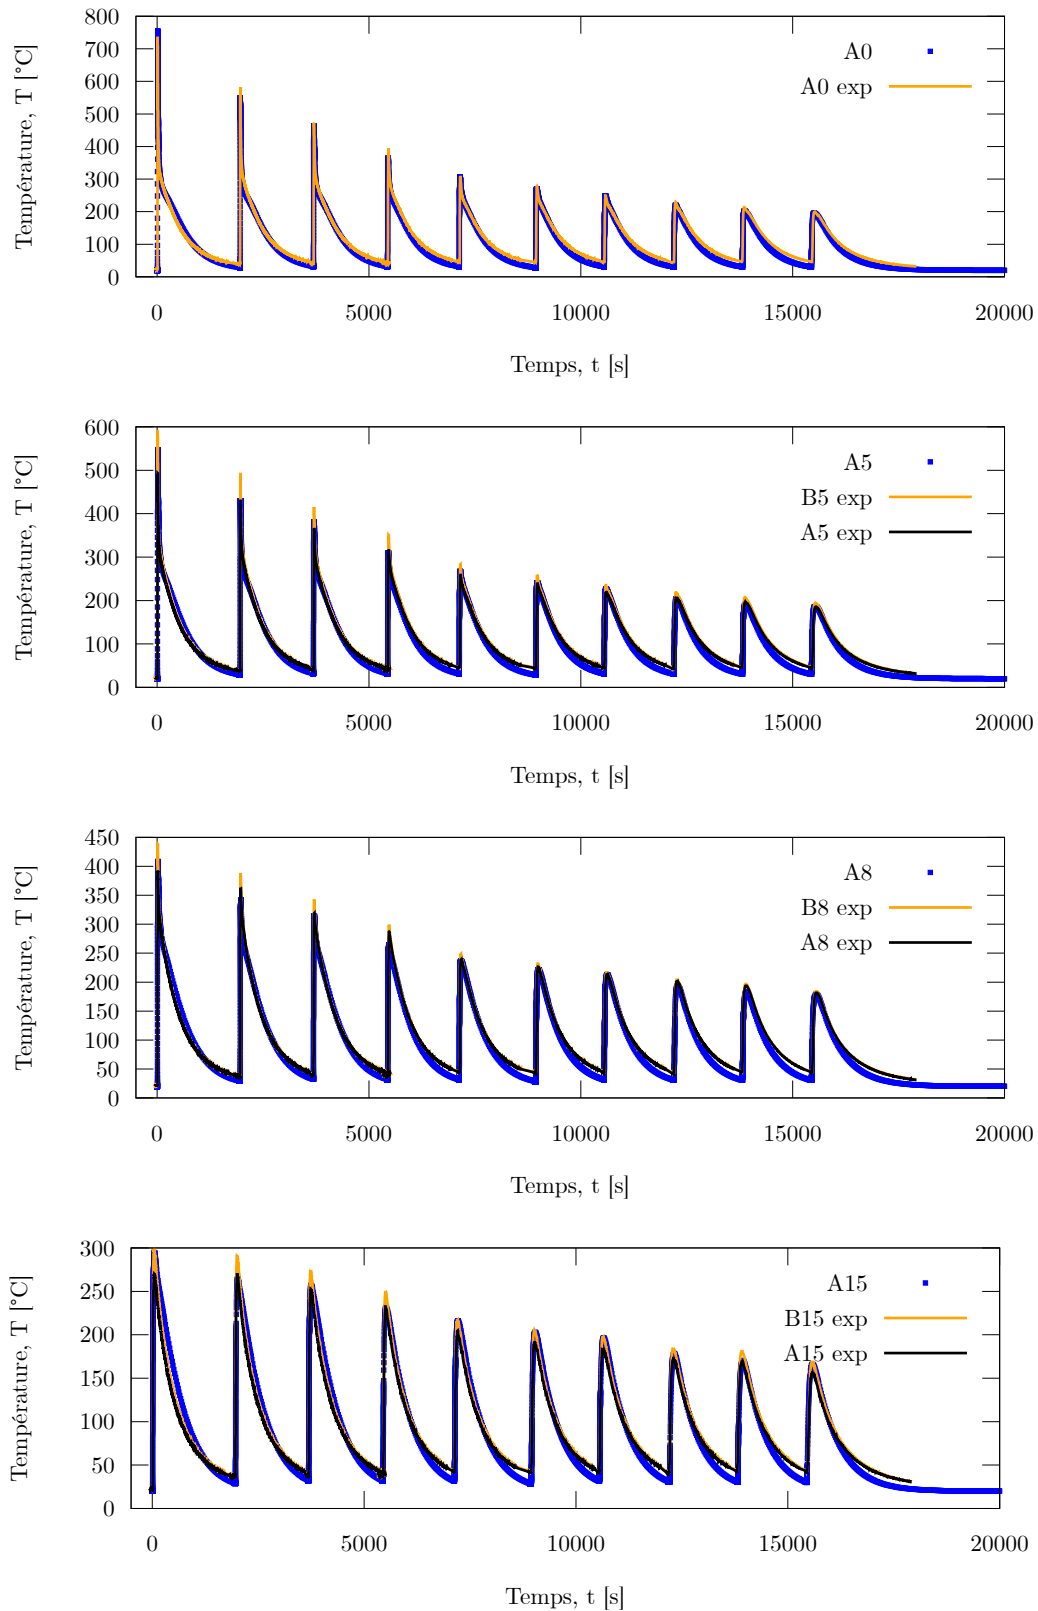 800
700
600
500
400
300
200
100
0
Température, T [°C]
A0
A0 exp
0 5000 10000 15000 20000
Temps, t [s]
600
500
400
300
200
100
0
Température, T [°C]
A5
B5 exp
A5 exp
0 5000 10000 15000 20000
Temps, t [s]
450
400
350
300
250
200
150
100
50
0
Température, T [°C]
A8
B8 exp
A8 exp
0 5000 10000 15000 20000
Temps, t [s]
300
250
200
150
100
50
0
Température, T [°C]
A15
B15 exp
A15 exp
0 5000 10000 15000 20000
Temps, t [s]